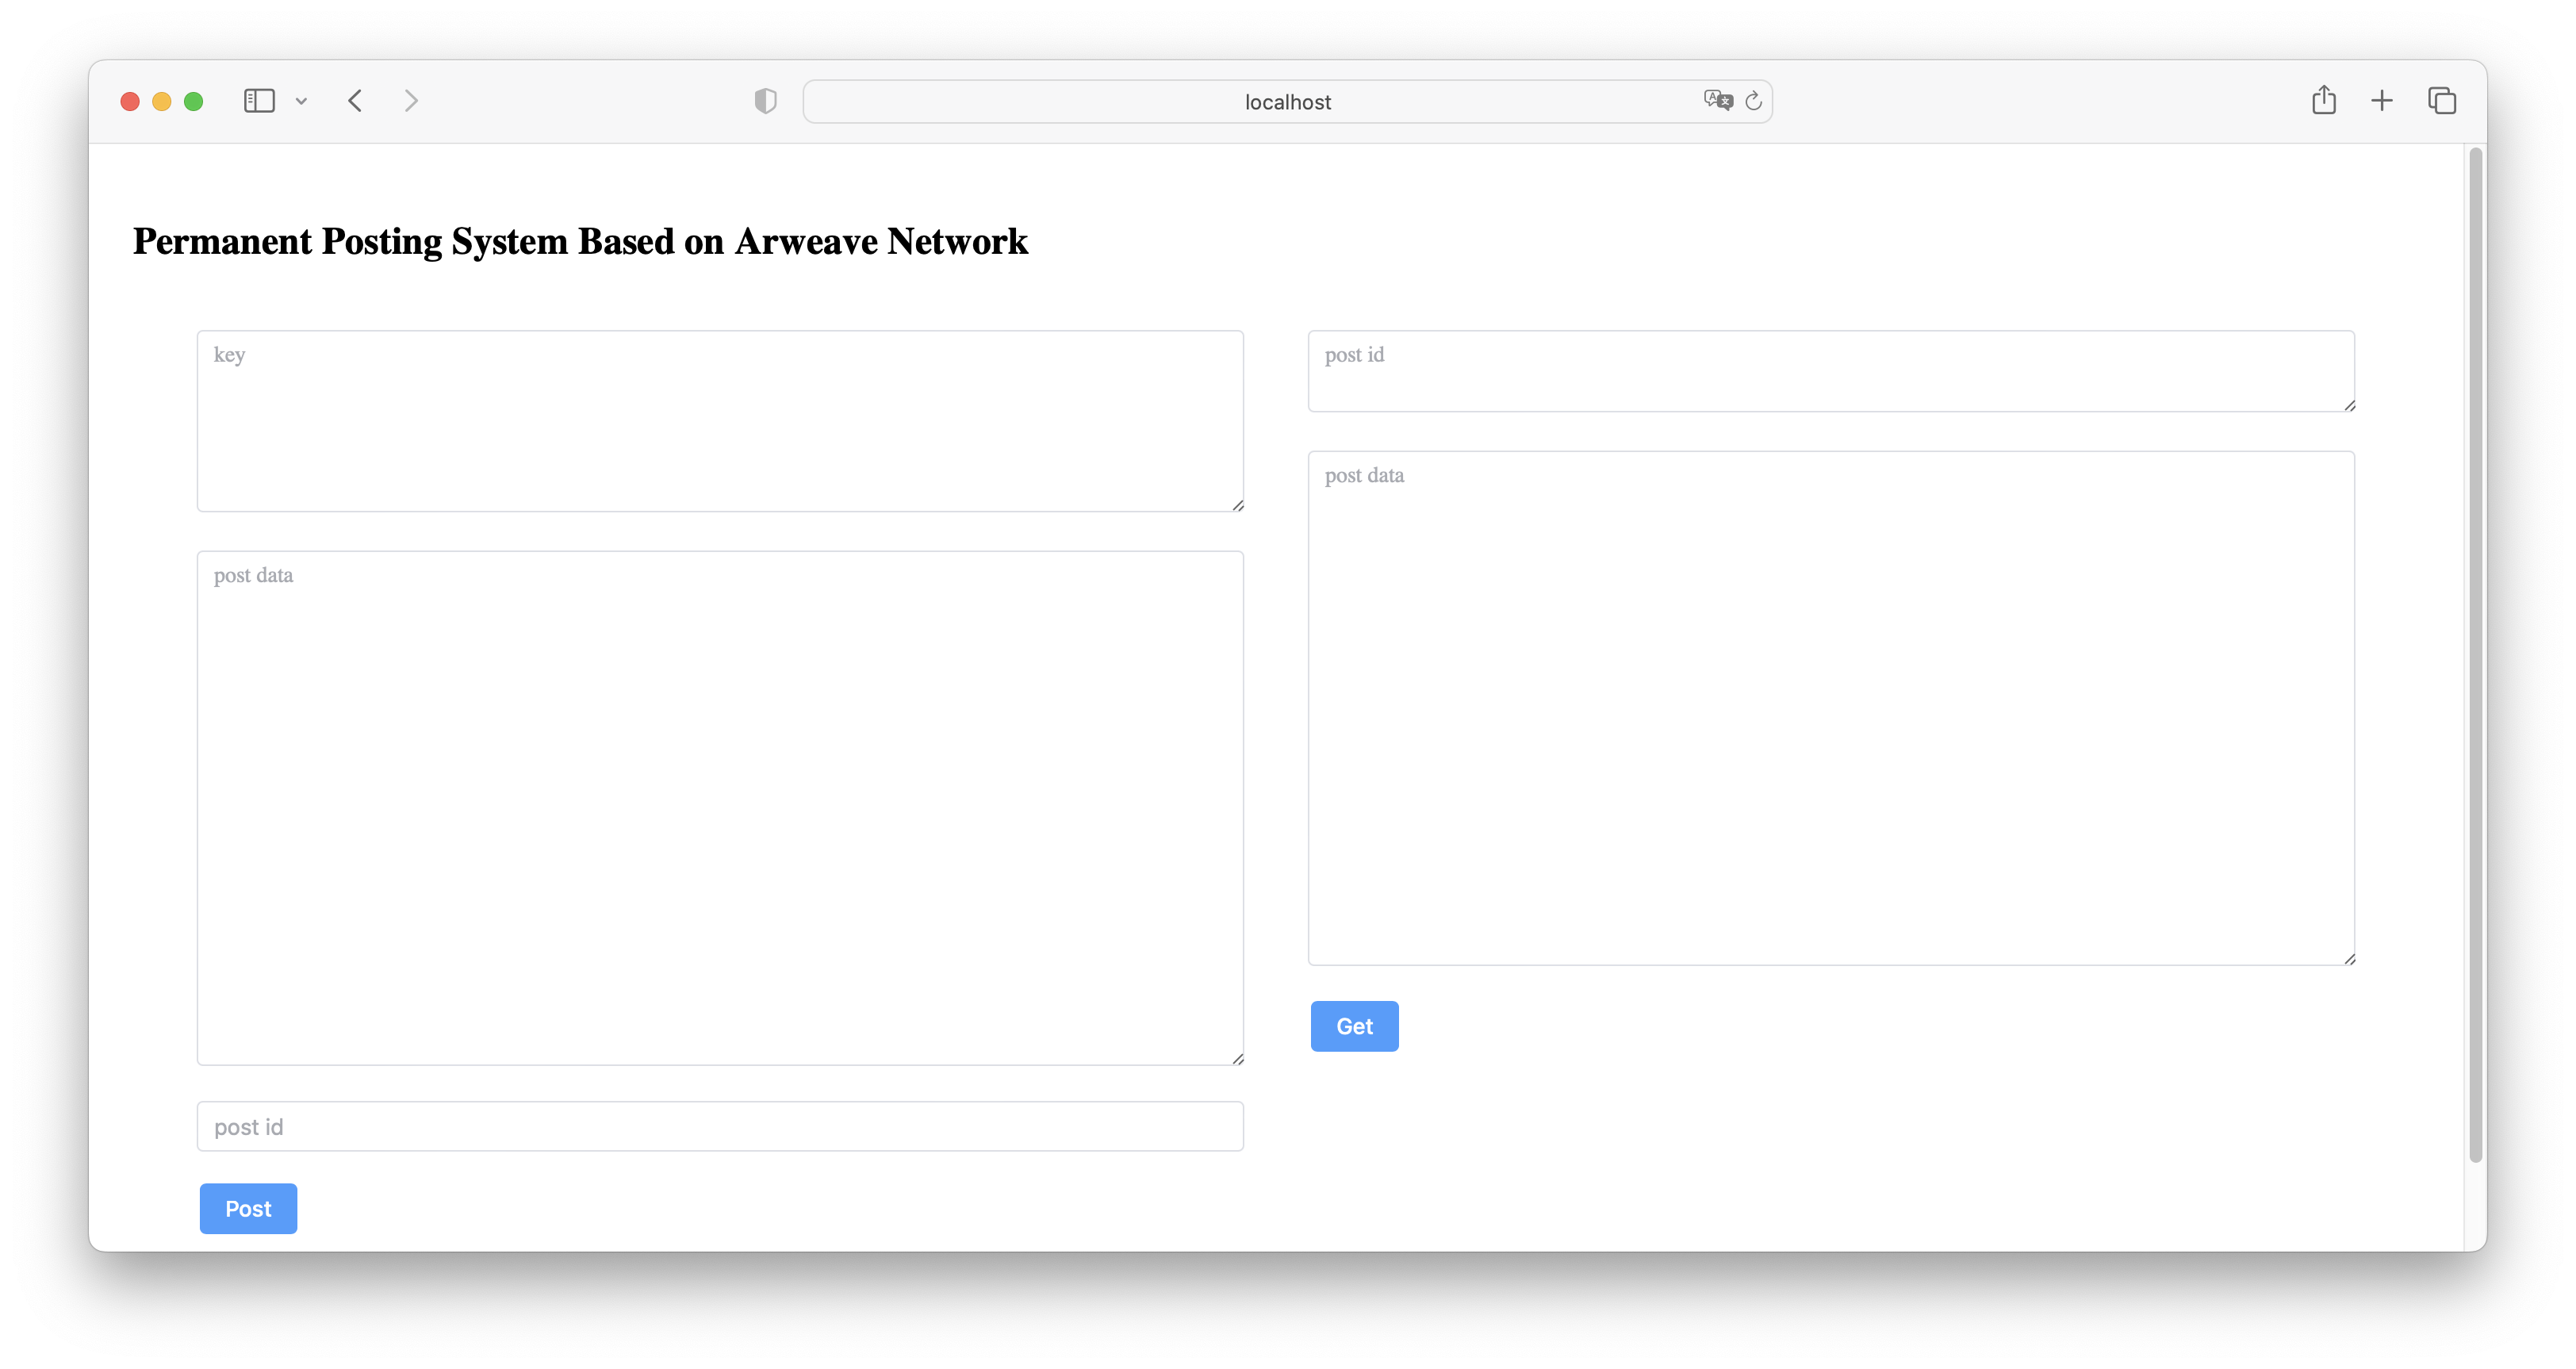 localhost
Permanent Posting System Based on Arweave Network
key
post data
post id
Post
post id
post data
Get